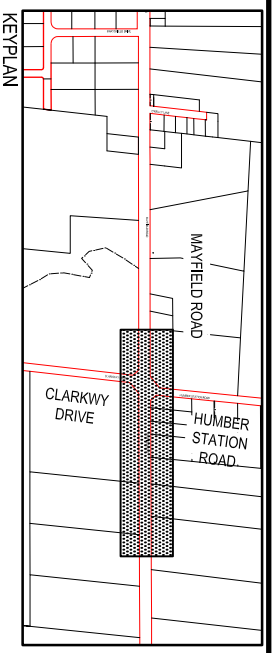 MAYFIELD ROAD
HUMBER
STATION
ROAD
CLARKWY
DRIVE
KEYPLAN